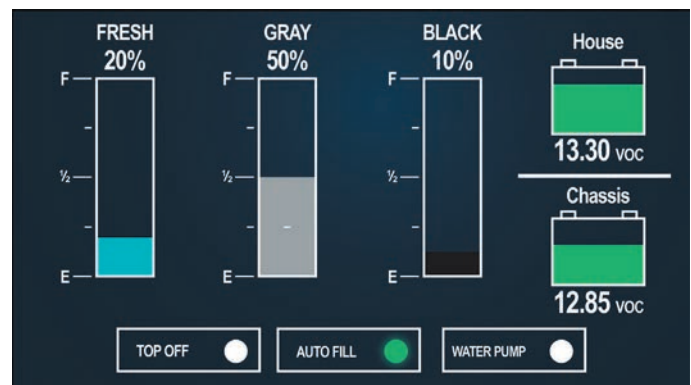 FRESH
20%
F
½
E
GRAY
50%
F
½
E
BLACK
10%
F
½
E
House
13.30 VOC
Chassis
12.85 VOC
TOP OFF
AUTO FILL
WATER PUMP